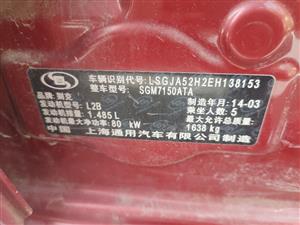 车辆识别代号: LSGJA52H2EH138153
整车型号: SGM7150ATA
品牌: 别克 制造年月: 14-03
发动机型号: L2B 乘坐人数: 5
发动机排量: 1.485 L 最大允许总质量:
发动机最大净功率: 80 kW 1638 kg
中国 上海通用汽车有限公司制造